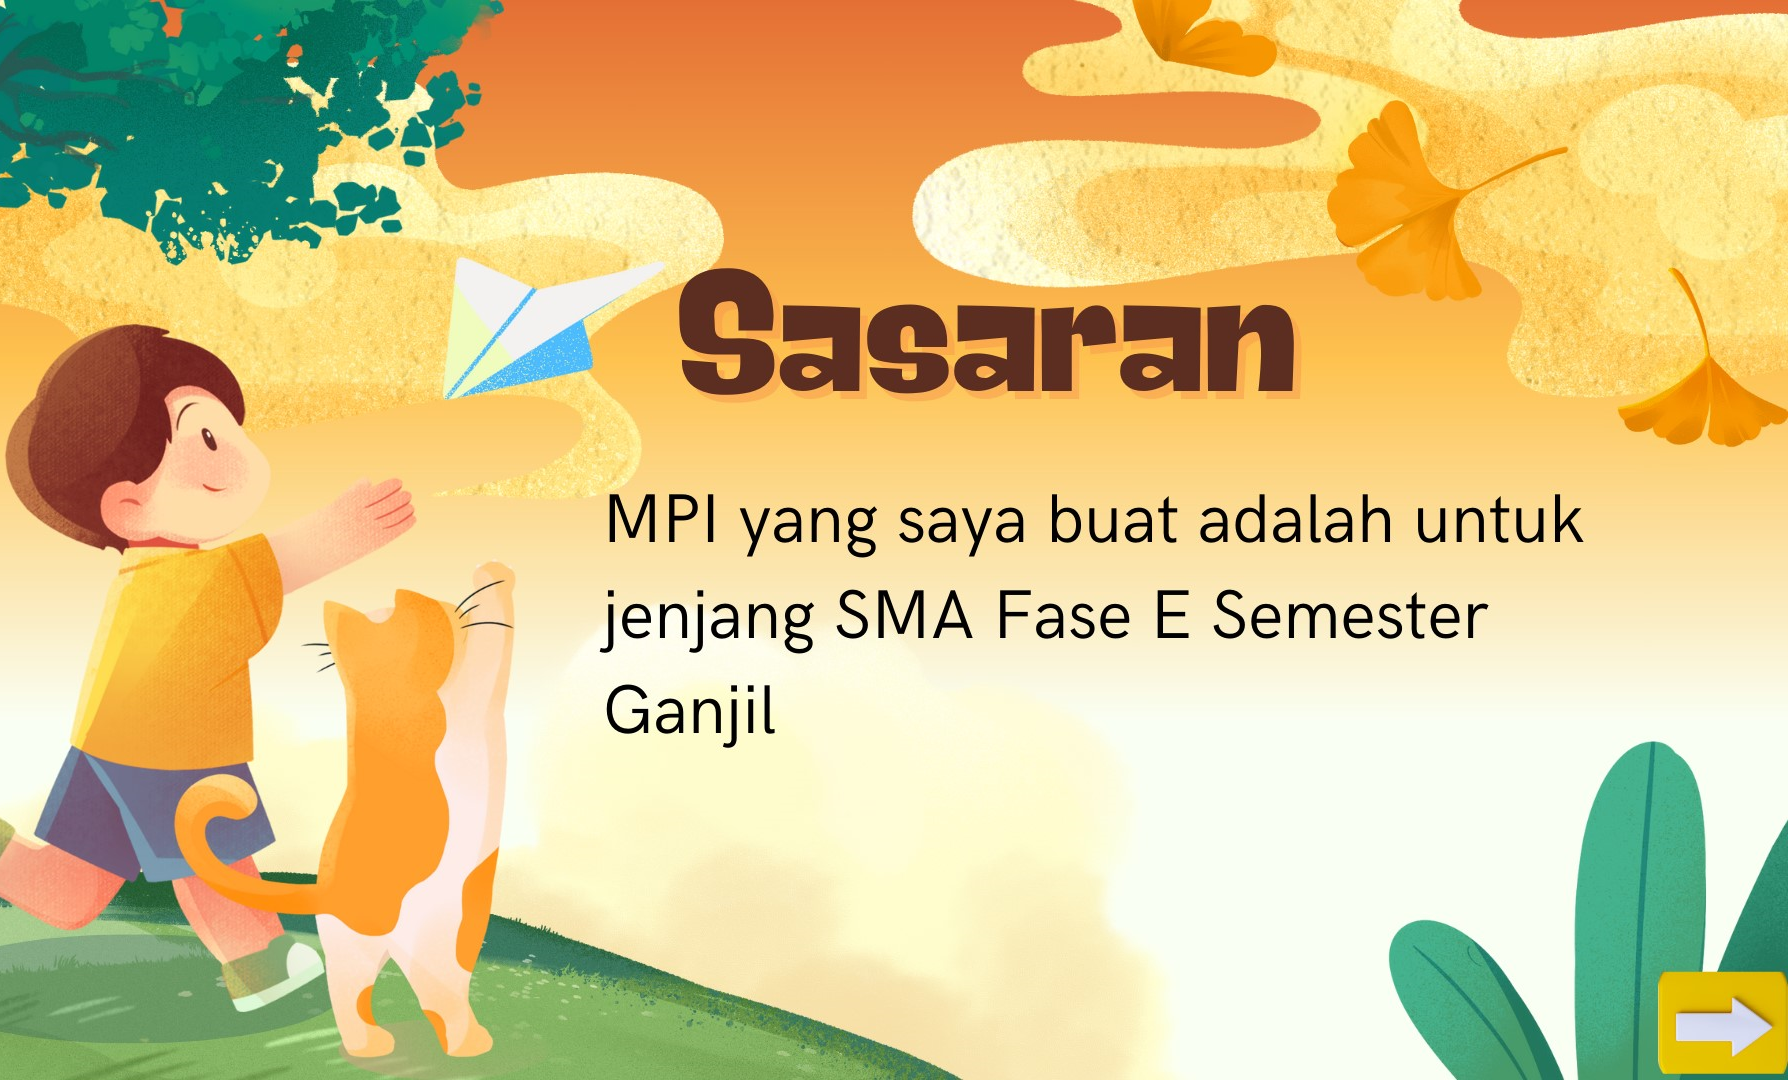 Sasaran
MPI yang saya buat adalah untuk
jenjang SMA Fase E Semester
Ganjil